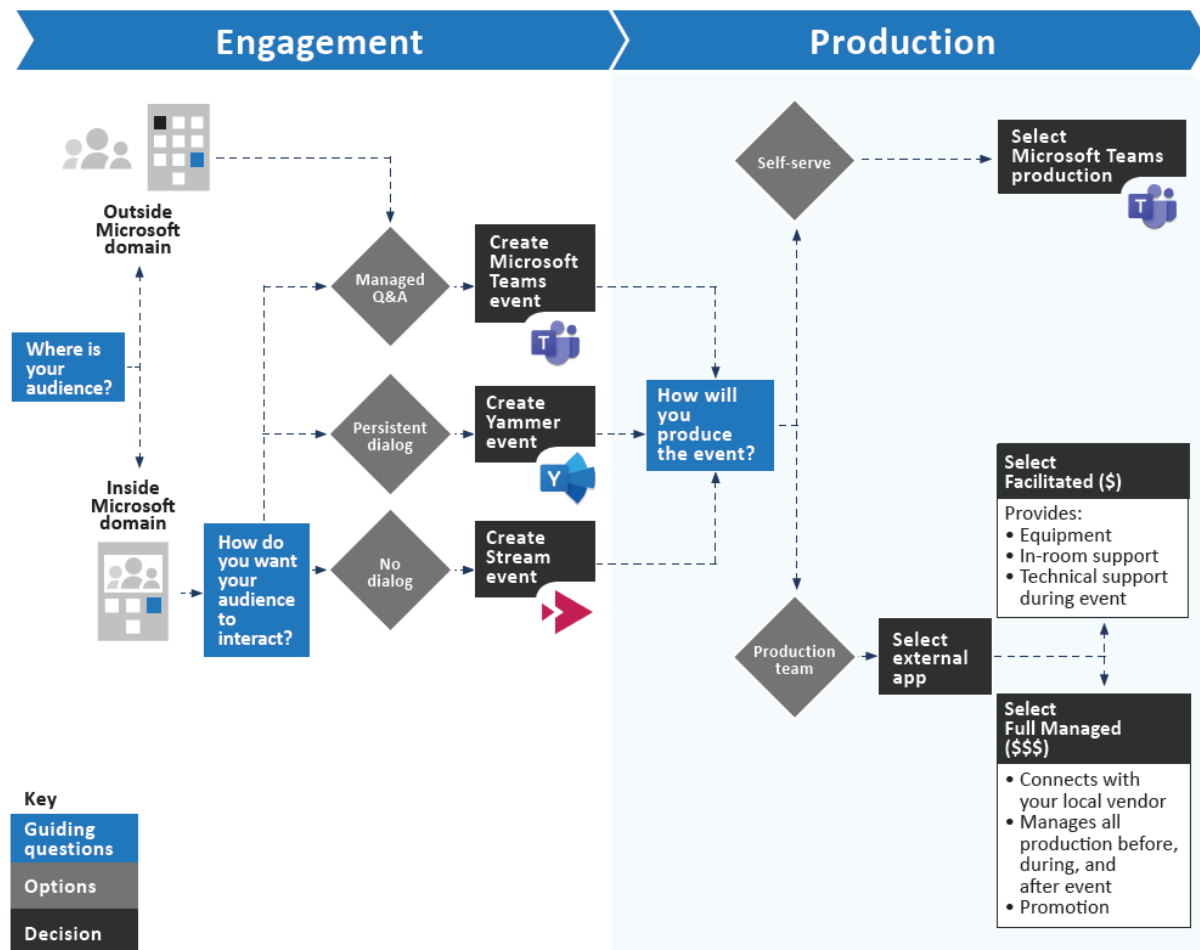 Engagement
Production
Outside
Microsoft
domain
Where is
your
audience?
Inside
Microsoft
domain
How do
you want
your
audience
to
interact?
Managed
Q&A
Persistent
dialog
No
dialog
Create
Microsoft
Teams
event
T
Create
Yammer
event
Y
Create
Stream
event
How will
you
produce
the event?
Self-serve
Select
Microsoft Teams
production
T
Production
team
Select
external
app
Select
Facilitated ($)
Provides:
• Equipment
• In-room support
• Technical support
during event
Select
Full Managed
($$$)
• Connects with
your local vendor
• Manages all
production before,
during, and
after event
• Promotion
Key
Guiding
questions
Options
Decision